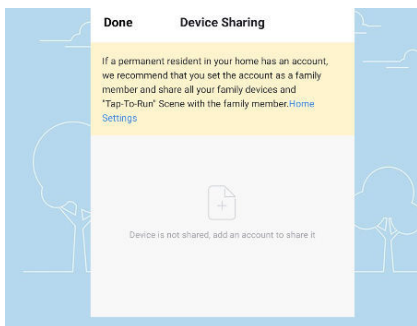 Done Device Sharing
If a permanent resident in your home has an account,
we recommend that you set the account as a family
member and share all your family devices and
"Tap-To-Run" Scene with the family member.Home
Settings
Device is not shared, add an account to share it